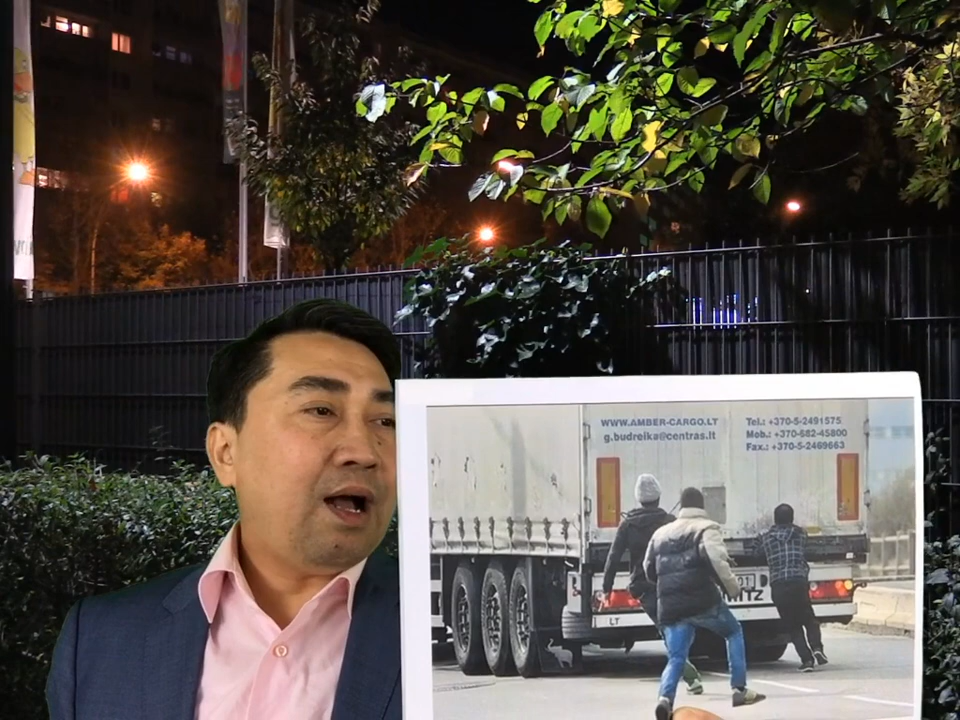 WWW.AMBER-CARGO.LT
g.budreika@centras.lt
Tel.: +370-5-2491575
Mob.: +370-682-45800
Fax.: +370-5-2469663
LT